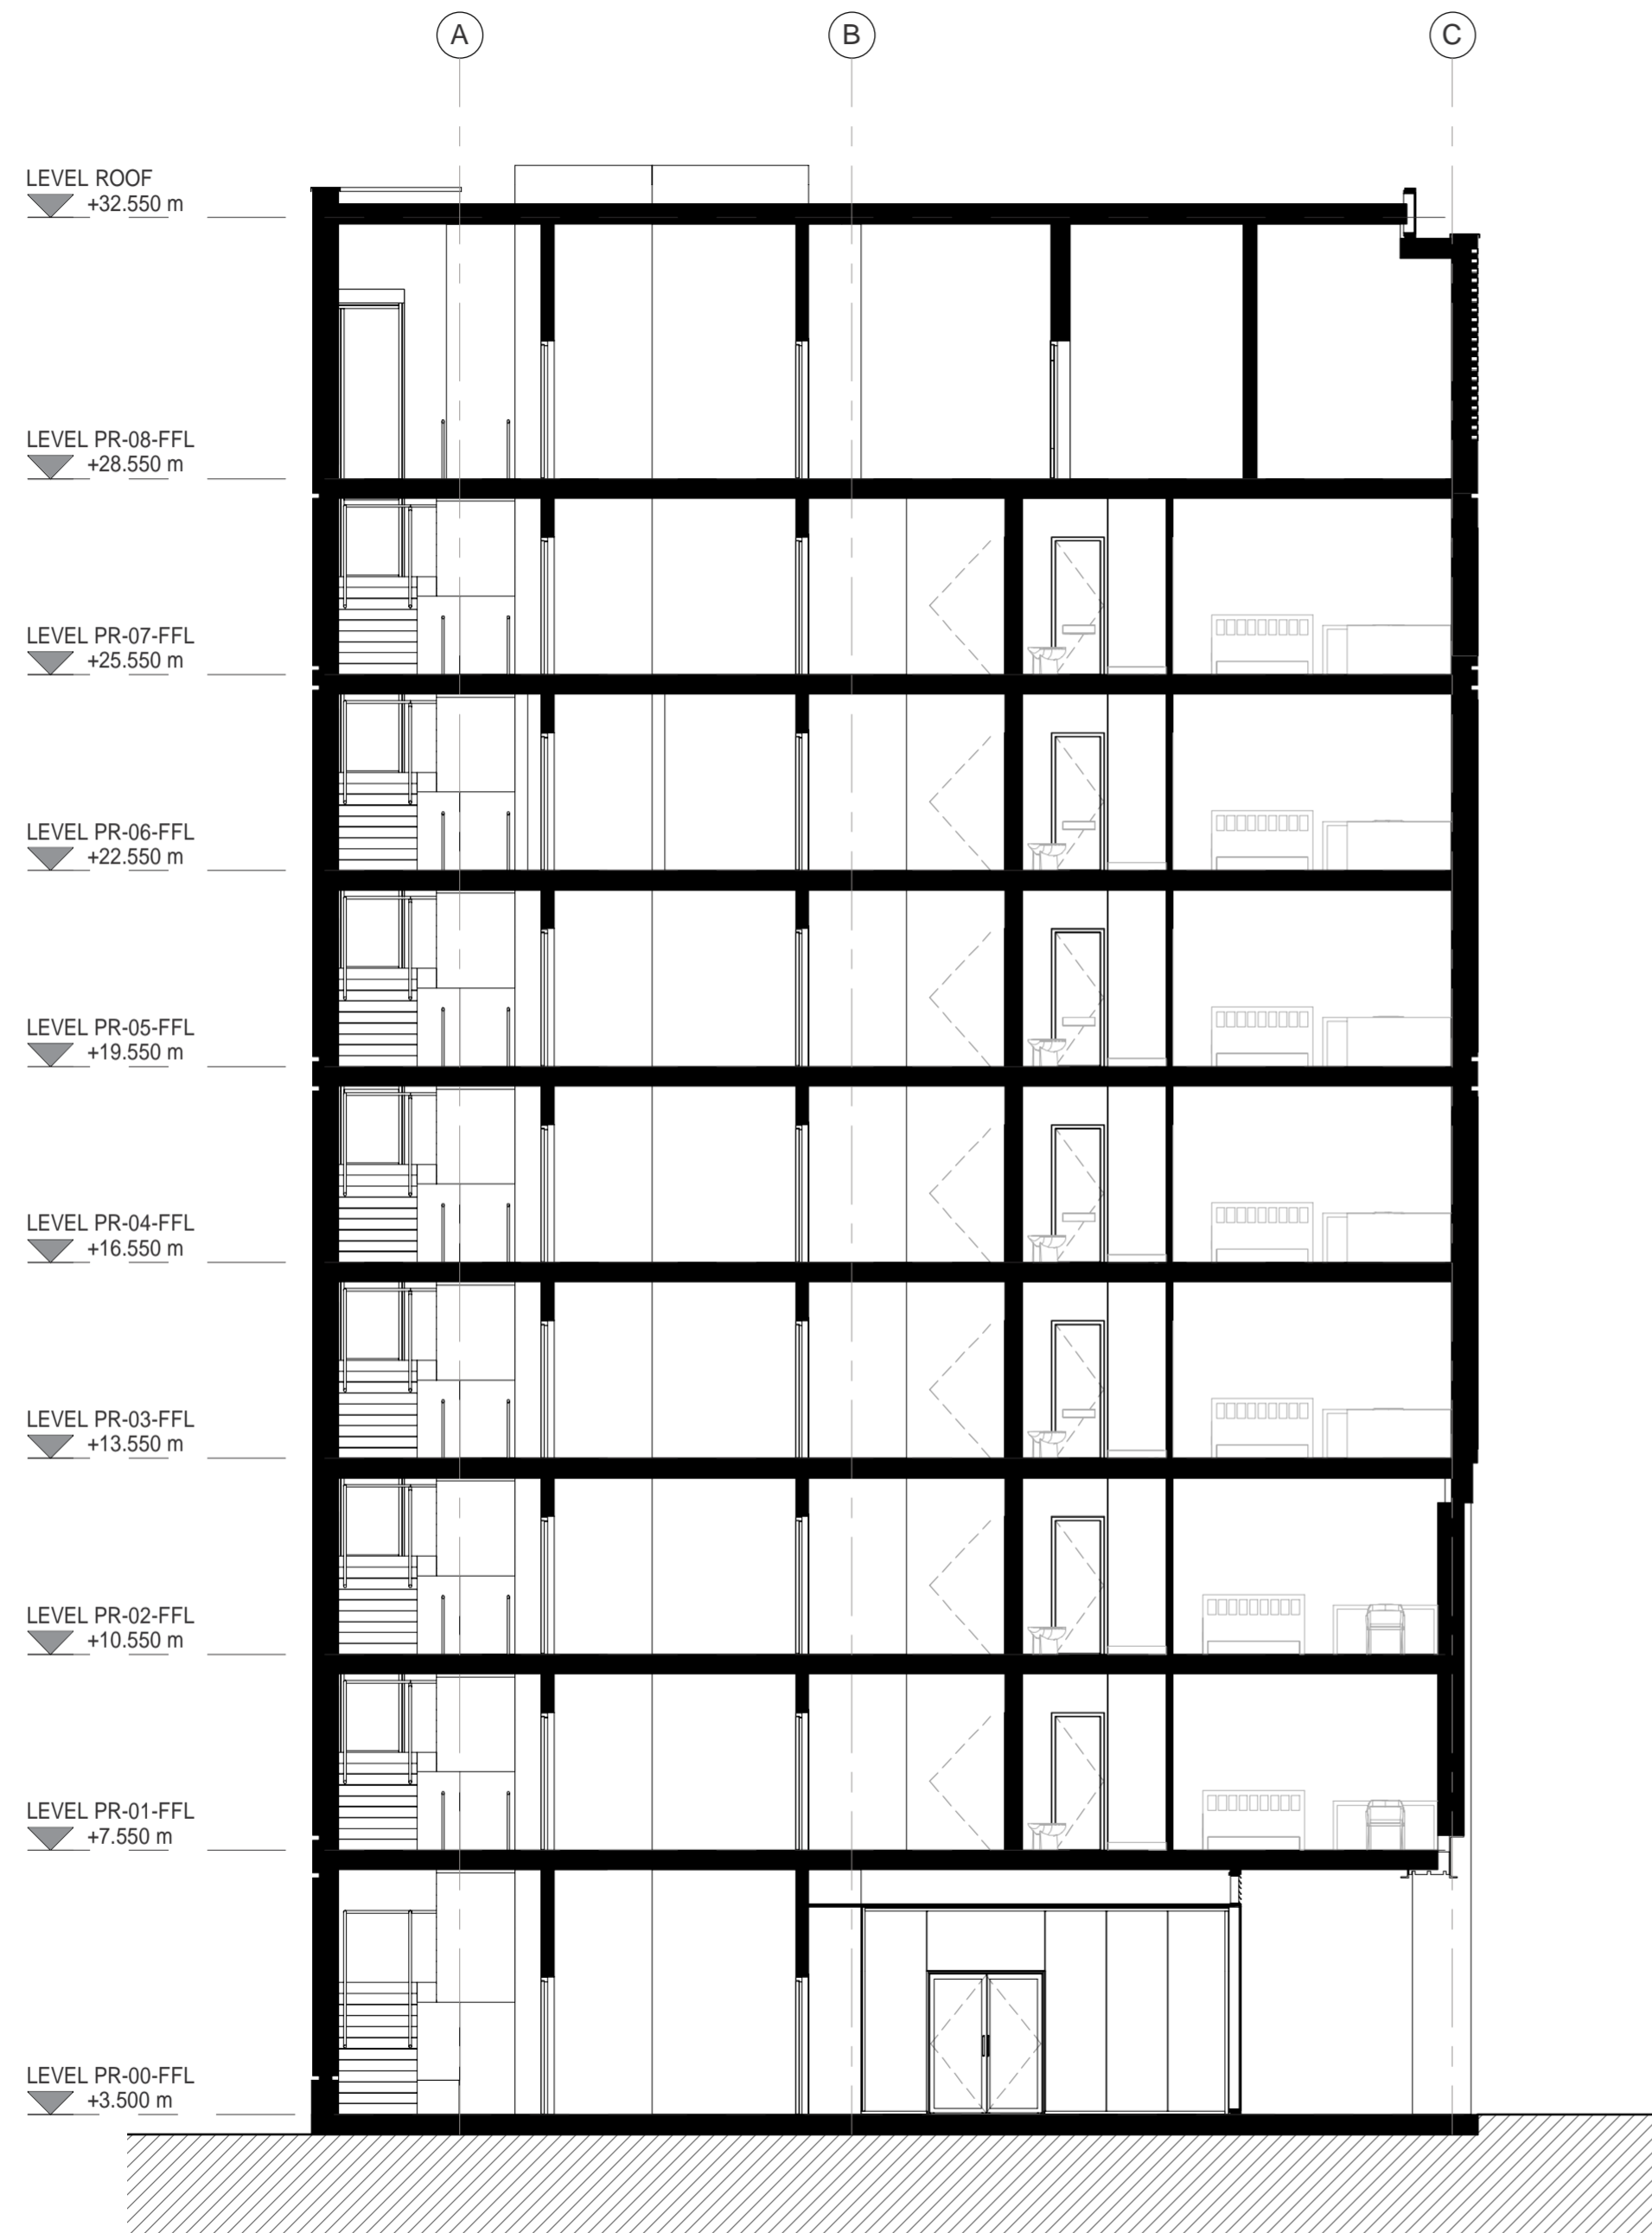 A
B
C
LEVEL ROOF
+32.550 m
LEVEL PR-08-FFL
+28.550 m
LEVEL PR-07-FFL
+25.550 m
LEVEL PR-06-FFL
+22.550 m
LEVEL PR-05-FFL
+19.550 m
LEVEL PR-04-FFL
+16.550 m
LEVEL PR-03-FFL
+13.550 m
LEVEL PR-02-FFL
+10.550 m
LEVEL PR-01-FFL
+7.550 m
LEVEL PR-00-FFL
+3.500 m